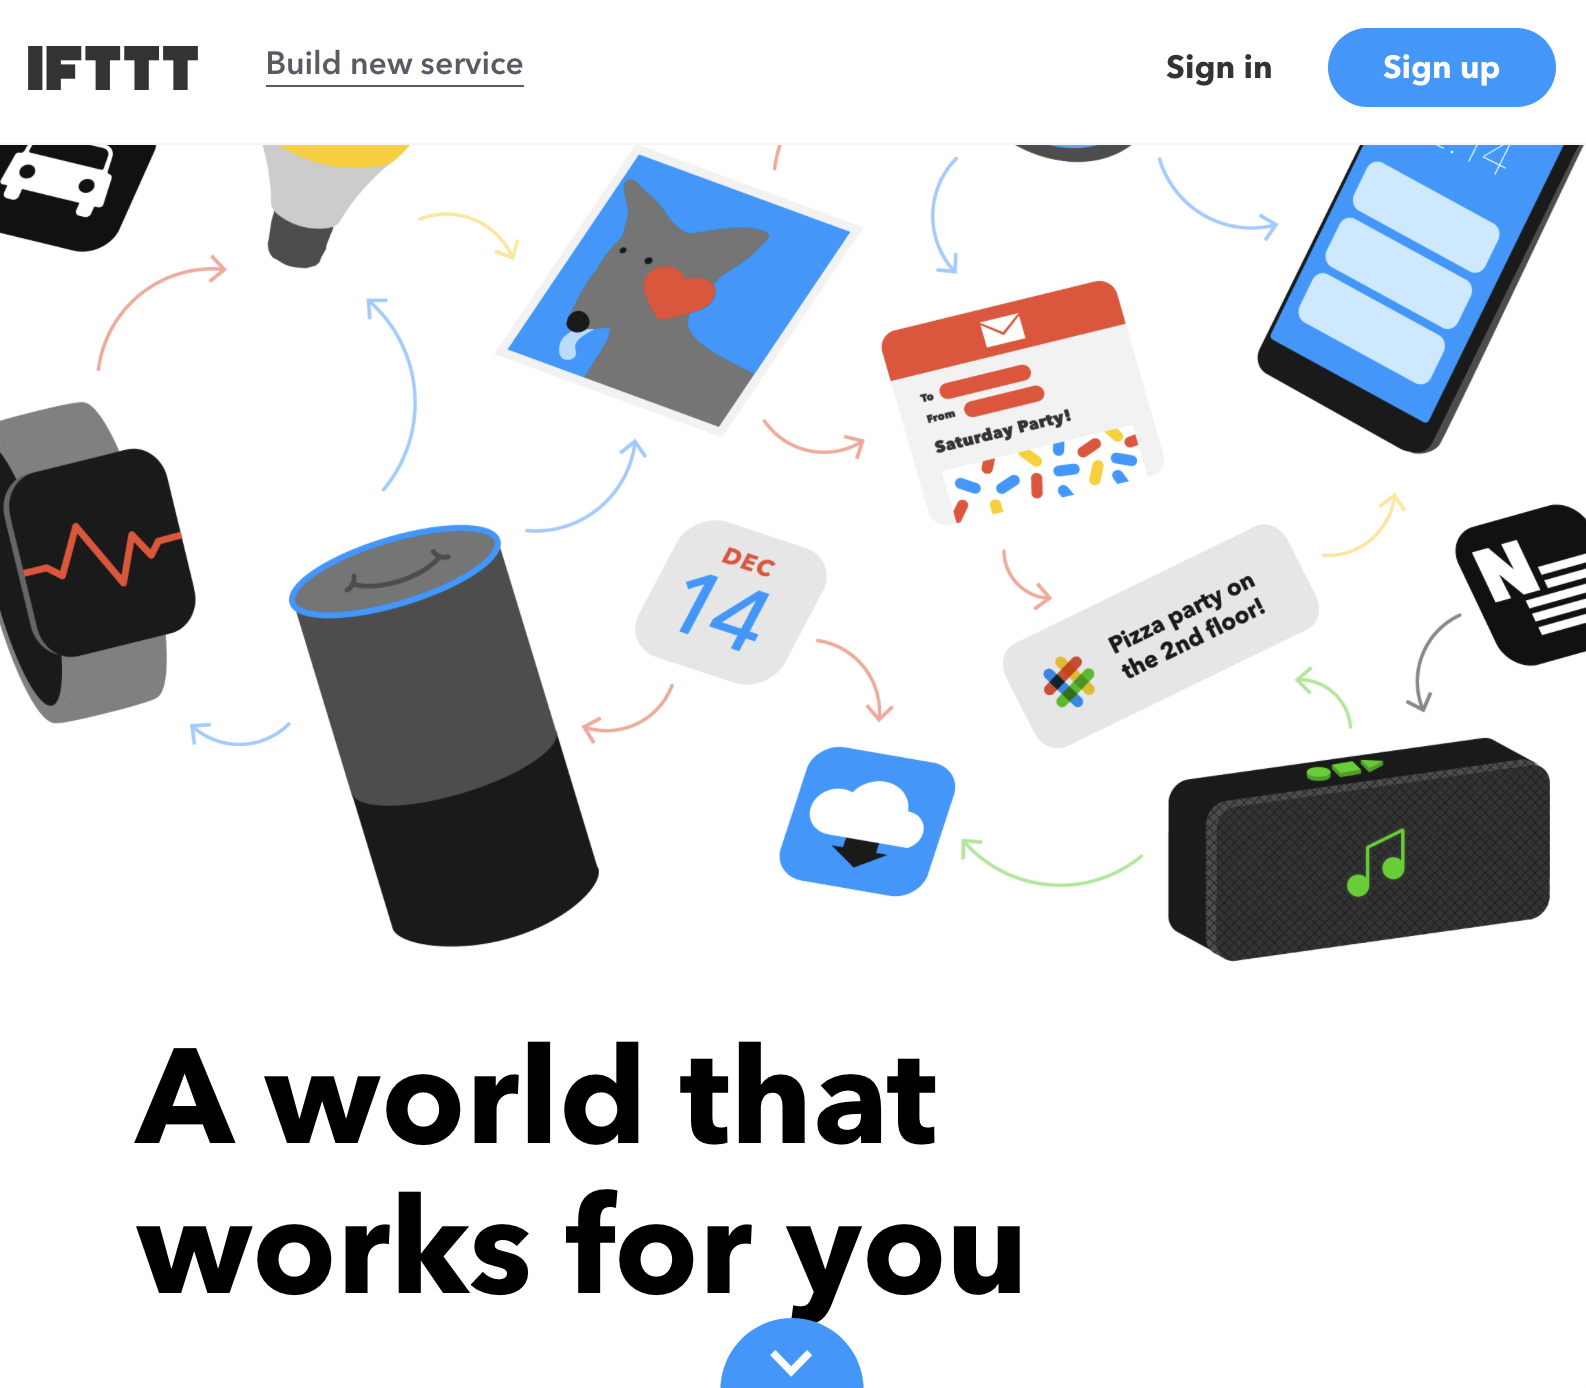 IFTTT
Build new service
Sign in
Sign up
To
From
Saturday Party!
DEC
14
Pizza party on
the 2nd floor!
N
A world that
works for you